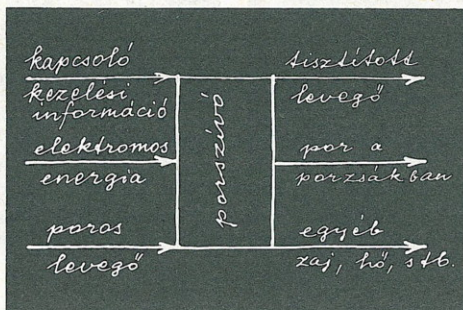 kapcsoló
kezelési
információ
elektromos
energia
poros
levegő
porszívó
tisztított
levegő
por a
porzsákban
egyéb
zaj, hő, stb.